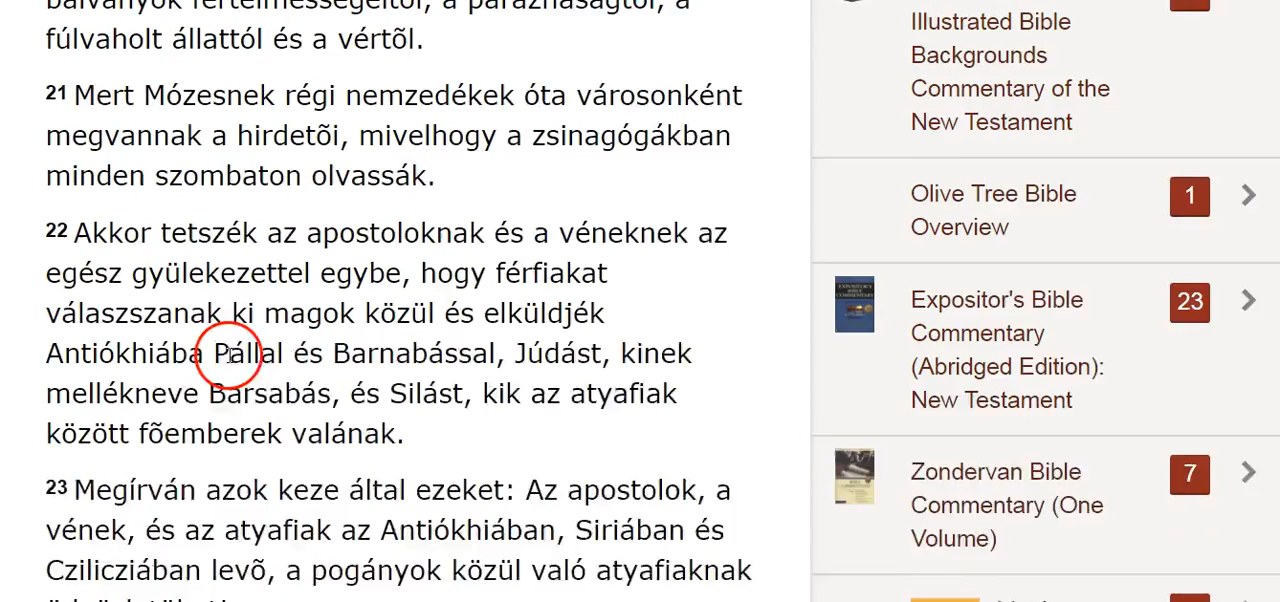 bálványok fertelmességeitől, a paráznaságtól, a
fúlvaholt állattól és a vértõl.
21 Mert Mózesnek régi nemzedékek óta városonként
megvannak a hirdetõi, mivelhogy a zsinagógákban
minden szombaton olvassák.
22 Akkor tetszék az apostoloknak és a véneknek az
egész gyülekezettel egybe, hogy férfiakat
válaszszanak ki magok közül és elküldjék
Antiókhiába Pállal és Barnabással, Júdást, kinek
mellékneve Barsabás, és Silást, kik az atyafiak
között fõemberek valának.
23 Megírván azok keze által ezeket: Az apostolok, a
vének, és az atyafiak az Antiókhiában, Siriában és
Czilicziában levõ, a pogányok közül való atyafiaknak
Illustrated Bible
Backgrounds
Commentary of the
New Testament
Olive Tree Bible
Overview
1
Expositor's Bible
Commentary
(Abridged Edition):
New Testament
23
Zondervan Bible
Commentary (One
Volume)
7